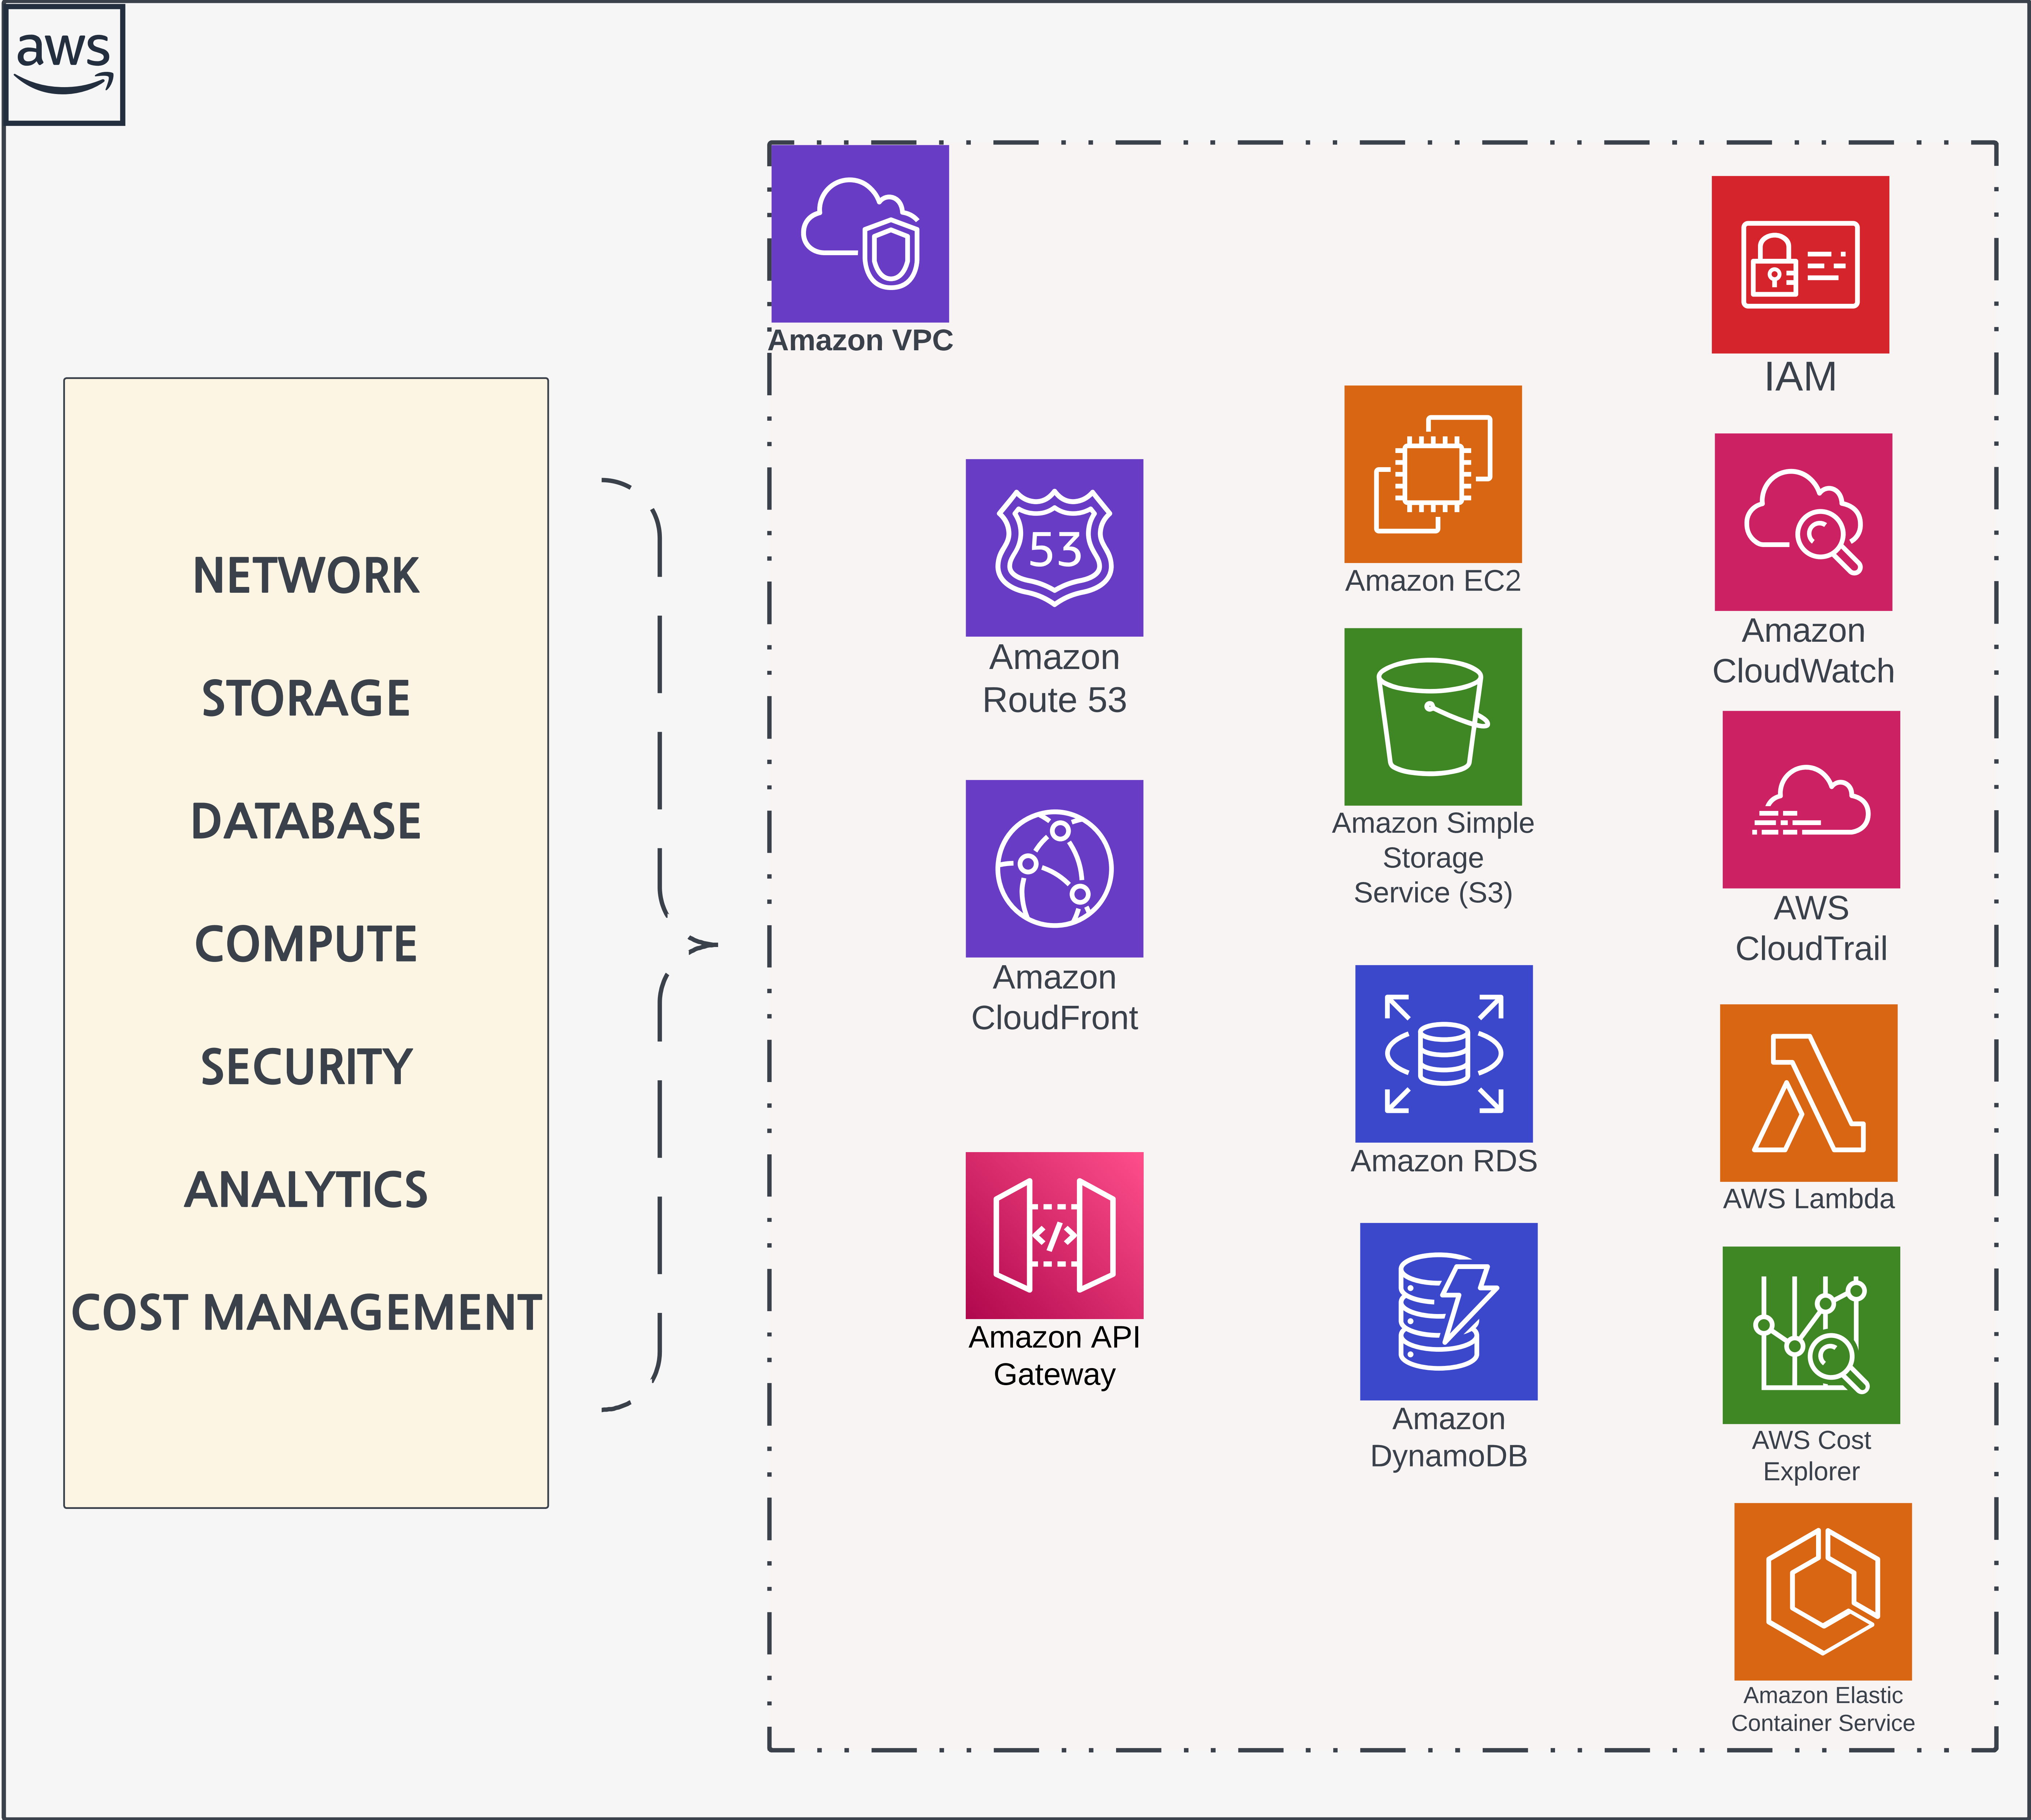 aws
NETWORK
STORAGE
DATABASE
COMPUTE
SECURITY
ANALYTICS
COST MANAGEMENT
Amazon VPC
53
Amazon
Route 53
Amazon
CloudFront
</>
Amazon API
Gateway
Amazon EC2
Amazon Simple
Storage
Service (S3)
Amazon RDS
Amazon
DynamoDB
IAM
Amazon
CloudWatch
AWS
CloudTrail
AWS Lambda
AWS Cost
Explorer
Amazon Elastic
Container Service